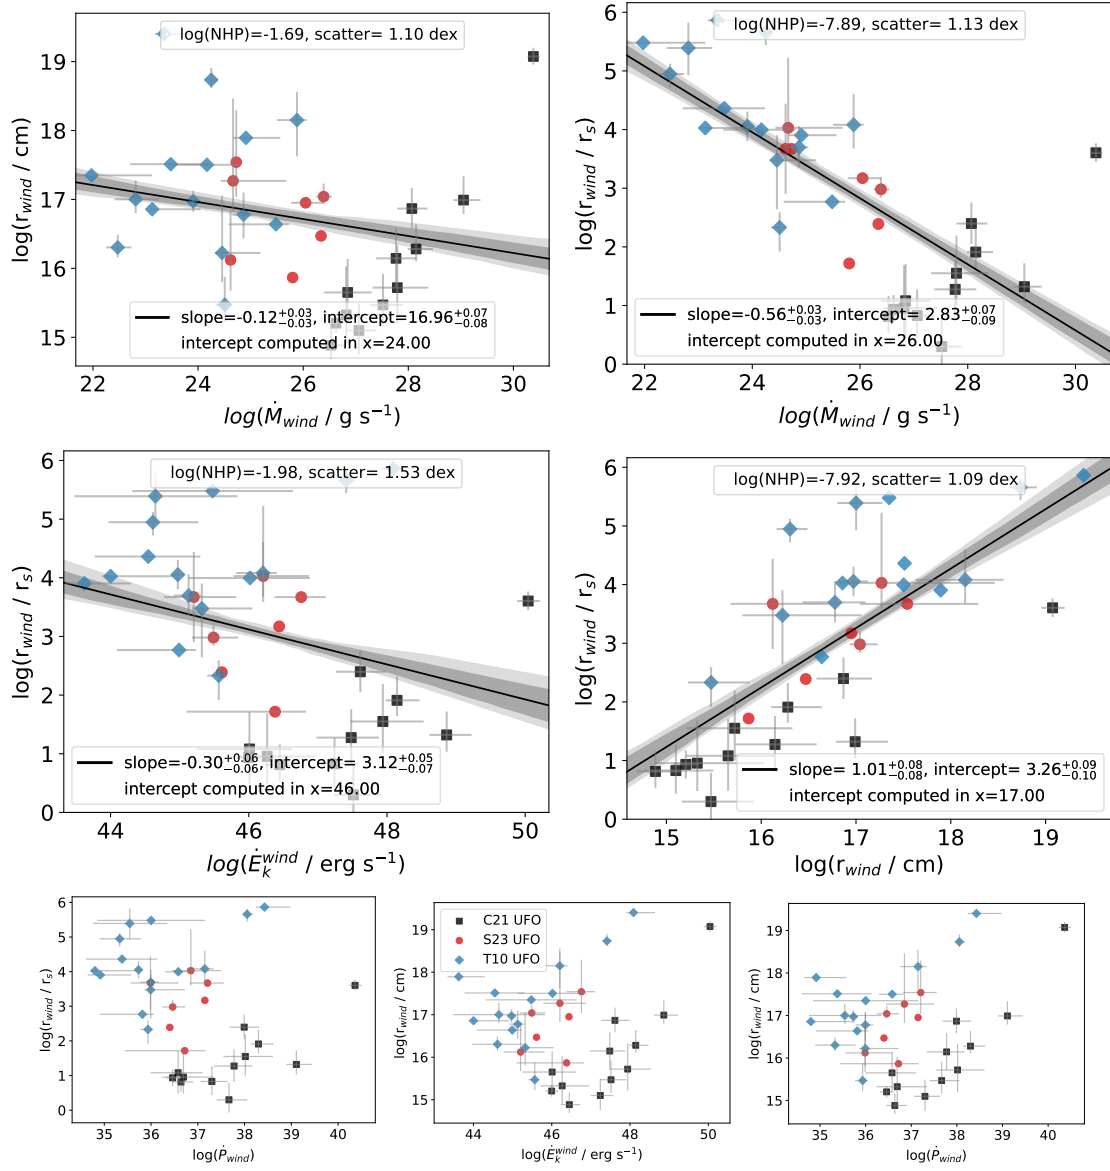 log(NHP)=-1.69, scatter= 1.10 dex
log(r_wind / cm)
19
18
17
16
15
slope=-0.12+0.03−0.03, intercept=16.96+0.07−0.08
intercept computed in x=24.00
22 24 26 28 30
log(Ṁ_wind / g s⁻¹)
log(NHP)=-7.89, scatter= 1.13 dex
log(r_wind / r_s)
6
5
4
3
2
1
0
slope=-0.56+0.03−0.03, intercept= 2.83+0.07−0.09
intercept computed in x=26.00
22 24 26 28 30
log(Ṁ_wind / g s⁻¹)
log(NHP)=-1.98, scatter= 1.53 dex
log(r_wind / r_s)
6
5
4
3
2
1
0
slope=-0.30+0.06−0.06, intercept= 3.12+0.05−0.07
intercept computed in x=46.00
44 46 48 50
log(Ė_k^wind / erg s⁻¹)
log(NHP)=-7.92, scatter= 1.09 dex
log(r_wind / r_s)
6
5
4
3
2
1
0
slope= 1.01+0.08−0.08, intercept= 3.26+0.09−0.10
intercept computed in x=17.00
15 16 17 18 19
log(r_wind / cm)
log(r_wind / r_s)
6
5
4
3
2
1
0
35 36 37 38 39 40
log(Ṗ_wind)
C21 UFO
S23 UFO
T10 UFO
log(r_wind / cm)
19
18
17
16
15
44 46 48 50
log(Ė_k^wind / erg s⁻¹)
log(r_wind / cm)
19
18
17
16
15
35 36 37 38 39 40
log(Ṗ_wind)